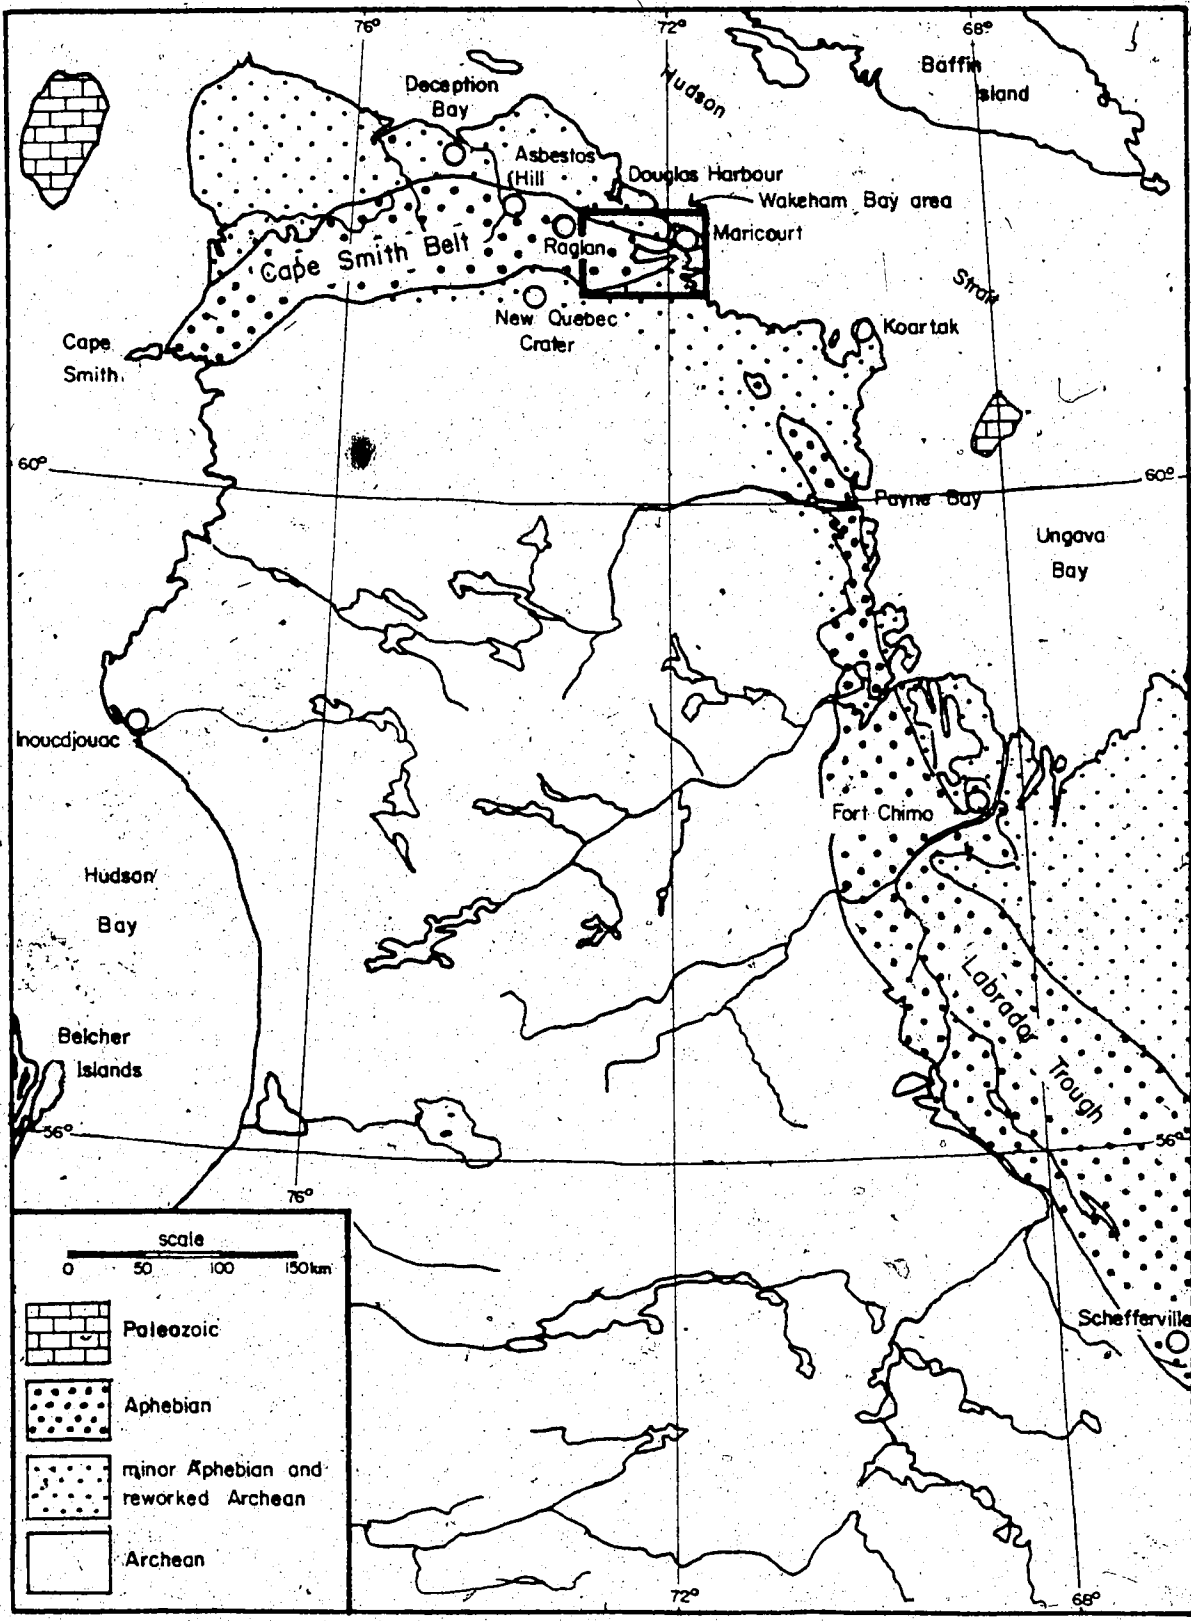 76°
72°
68°
Baffin
Island
Hudson
Deception
Bay
Asbestos
Hill
Douglas Harbour
Wakeham Bay area
Maricourt
Raglan
Cape Smith Belt
Strait
New Quebec
Crater
Koartak
Cape
Smith
60°
60°
Payne Bay
Ungava
Bay
Inoucdjouac
Fort Chimo
Hudson
Bay
Labrador
Trough
Belcher
Islands
56°
56°
76°
scale
0 50 100 150km
Paleozoic
Aphebian
minor Aphebian and
reworked Archean
Archean
Schefferville
72°
68°